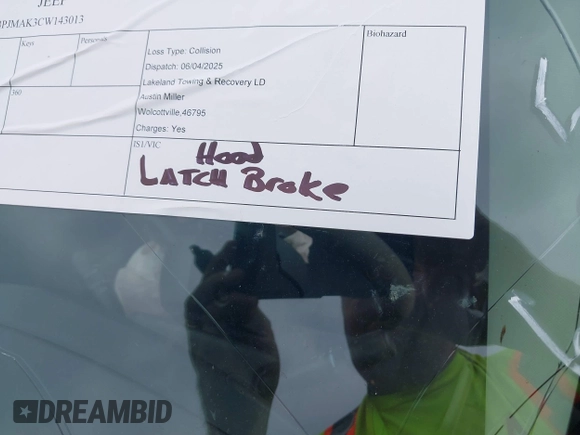 JEEP
PJMAK3CW143013
Keys
Personals
Biohazard
Loss Type: Collision
Dispatch: 06/04/2025
Lakeland Towing & Recovery LD
360
Austin Miller
Wolcottville,46795
Charges: Yes
IS1/VIC
Hood
LATCH Broke
DREAMBID